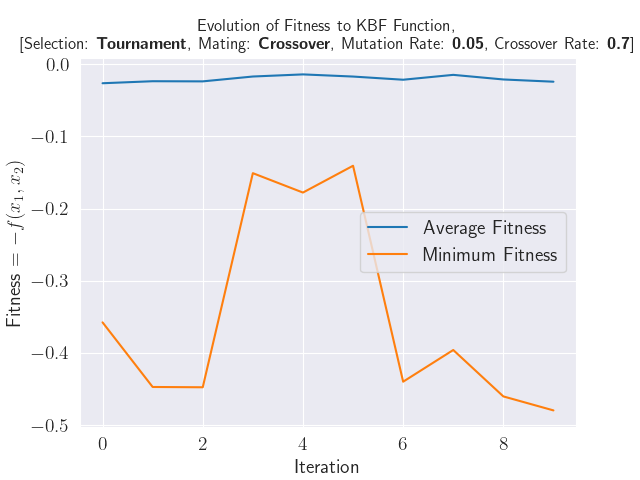 Evolution of Fitness to KBF Function,
[Selection: Tournament, Mating: Crossover, Mutation Rate: 0.05, Crossover Rate: 0.7]
0.0
−0.1
−0.2
−0.3
−0.4
−0.5
Fitness = −f(x₁, x₂)
Average Fitness
Minimum Fitness
0 2 4 6 8
Iteration